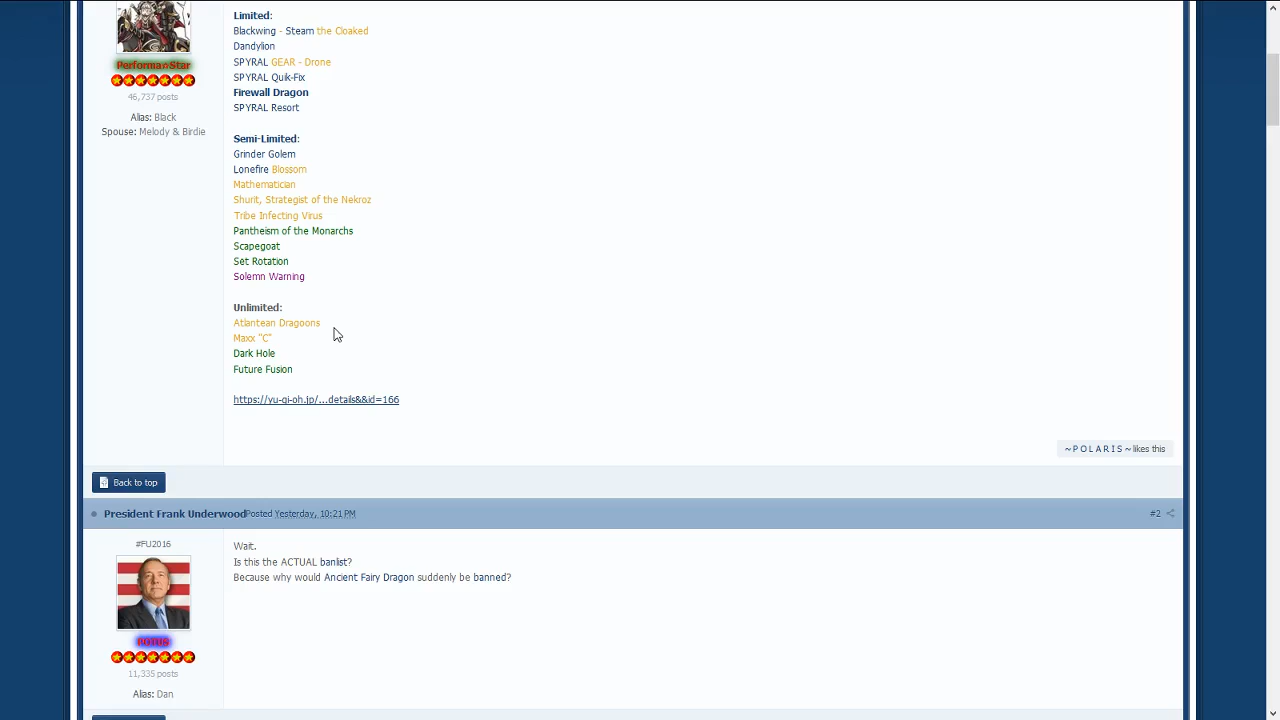 Limited:
Blackwing - Steam the Cloaked
Dandylion
SPYRAL GEAR - Drone
Performa☆Star
SPYRAL Quik-Fix
46,737 posts
Firewall Dragon
SPYRAL Resort
Alias: Black
Spouse: Melody & Birdie
Semi-Limited:
Grinder Golem
Lonefire Blossom
Mathematician
Shurit, Strategist of the Nekroz
Tribe Infecting Virus
Pantheism of the Monarchs
Scapegoat
Set Rotation
Solemn Warning
Unlimited:
Atlantean Dragoons
Maxx "C"
Dark Hole
Future Fusion
https://yu-gi-oh.jp/...details&&id=166
~ P O L A R I S ~ likes this
Back to top
President Frank Underwood Posted Yesterday, 10:21 PM #2
#FU2016
Wait.
Is this the ACTUAL banlist?
Because why would Ancient Fairy Dragon suddenly be banned?
11,335 posts
Alias: Dan